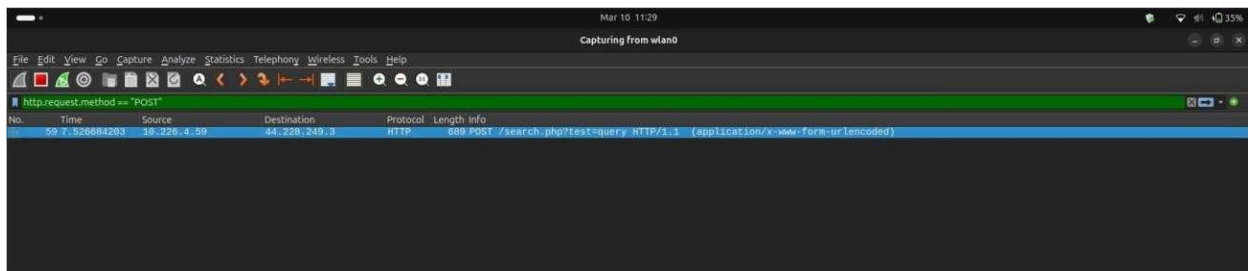 Mar 10 11:29 35%
Capturing from wlan0
File Edit View Go Capture Analyze Statistics Telephony Wireless Tools Help
http.request.method == "POST"
No. Time Source Destination Protocol Length Info
59 7.526684203 10.226.4.59 44.228.249.3 HTTP 689 POST /search.php?test=query HTTP/1.1 (application/x-www-form-urlencoded)